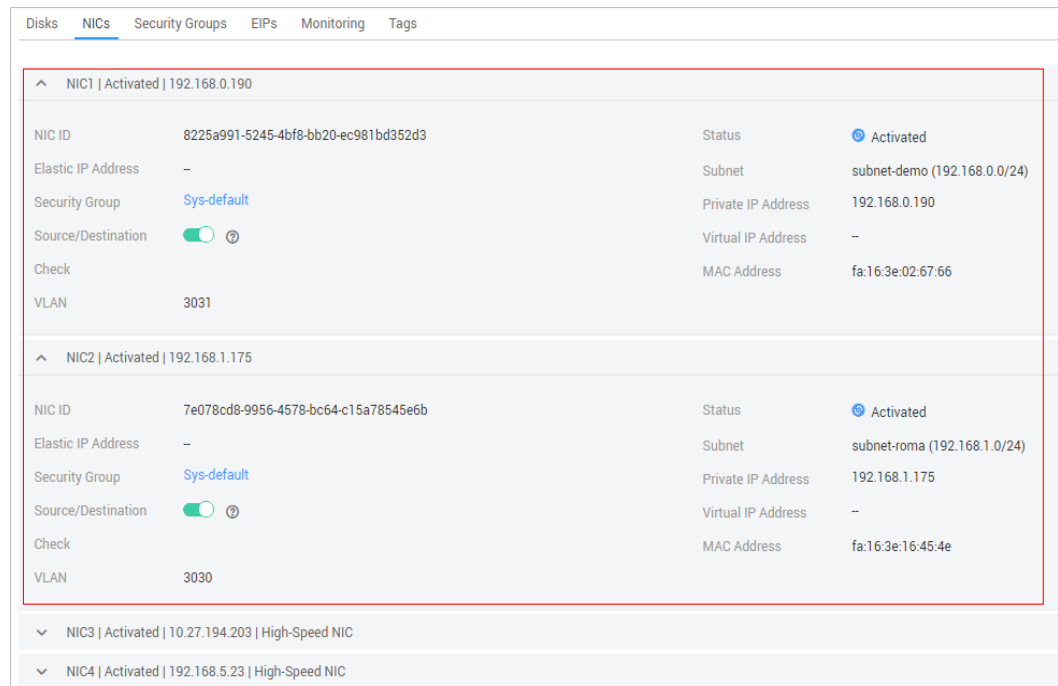 Disks NICs Security Groups EIPs Monitoring Tags
NIC1 | Activated | 192.168.0.190
NIC ID 8225a991-5245-4bf8-bb20-ec981bd352d3 Status Activated
Elastic IP Address -- Subnet subnet-demo (192.168.0.0/24)
Security Group Sys-default Private IP Address 192.168.0.190
Source/Destination Virtual IP Address --
Check MAC Address fa:16:3e:02:67:66
VLAN 3031
NIC2 | Activated | 192.168.1.175
NIC ID 7e078cd8-9956-4578-bc64-c15a78545e6b Status Activated
Elastic IP Address -- Subnet subnet-roma (192.168.1.0/24)
Security Group Sys-default Private IP Address 192.168.1.175
Source/Destination Virtual IP Address --
Check MAC Address fa:16:3e:16:45:4e
VLAN 3030
NIC3 | Activated | 10.27.194.203 | High-Speed NIC
NIC4 | Activated | 192.168.5.23 | High-Speed NIC